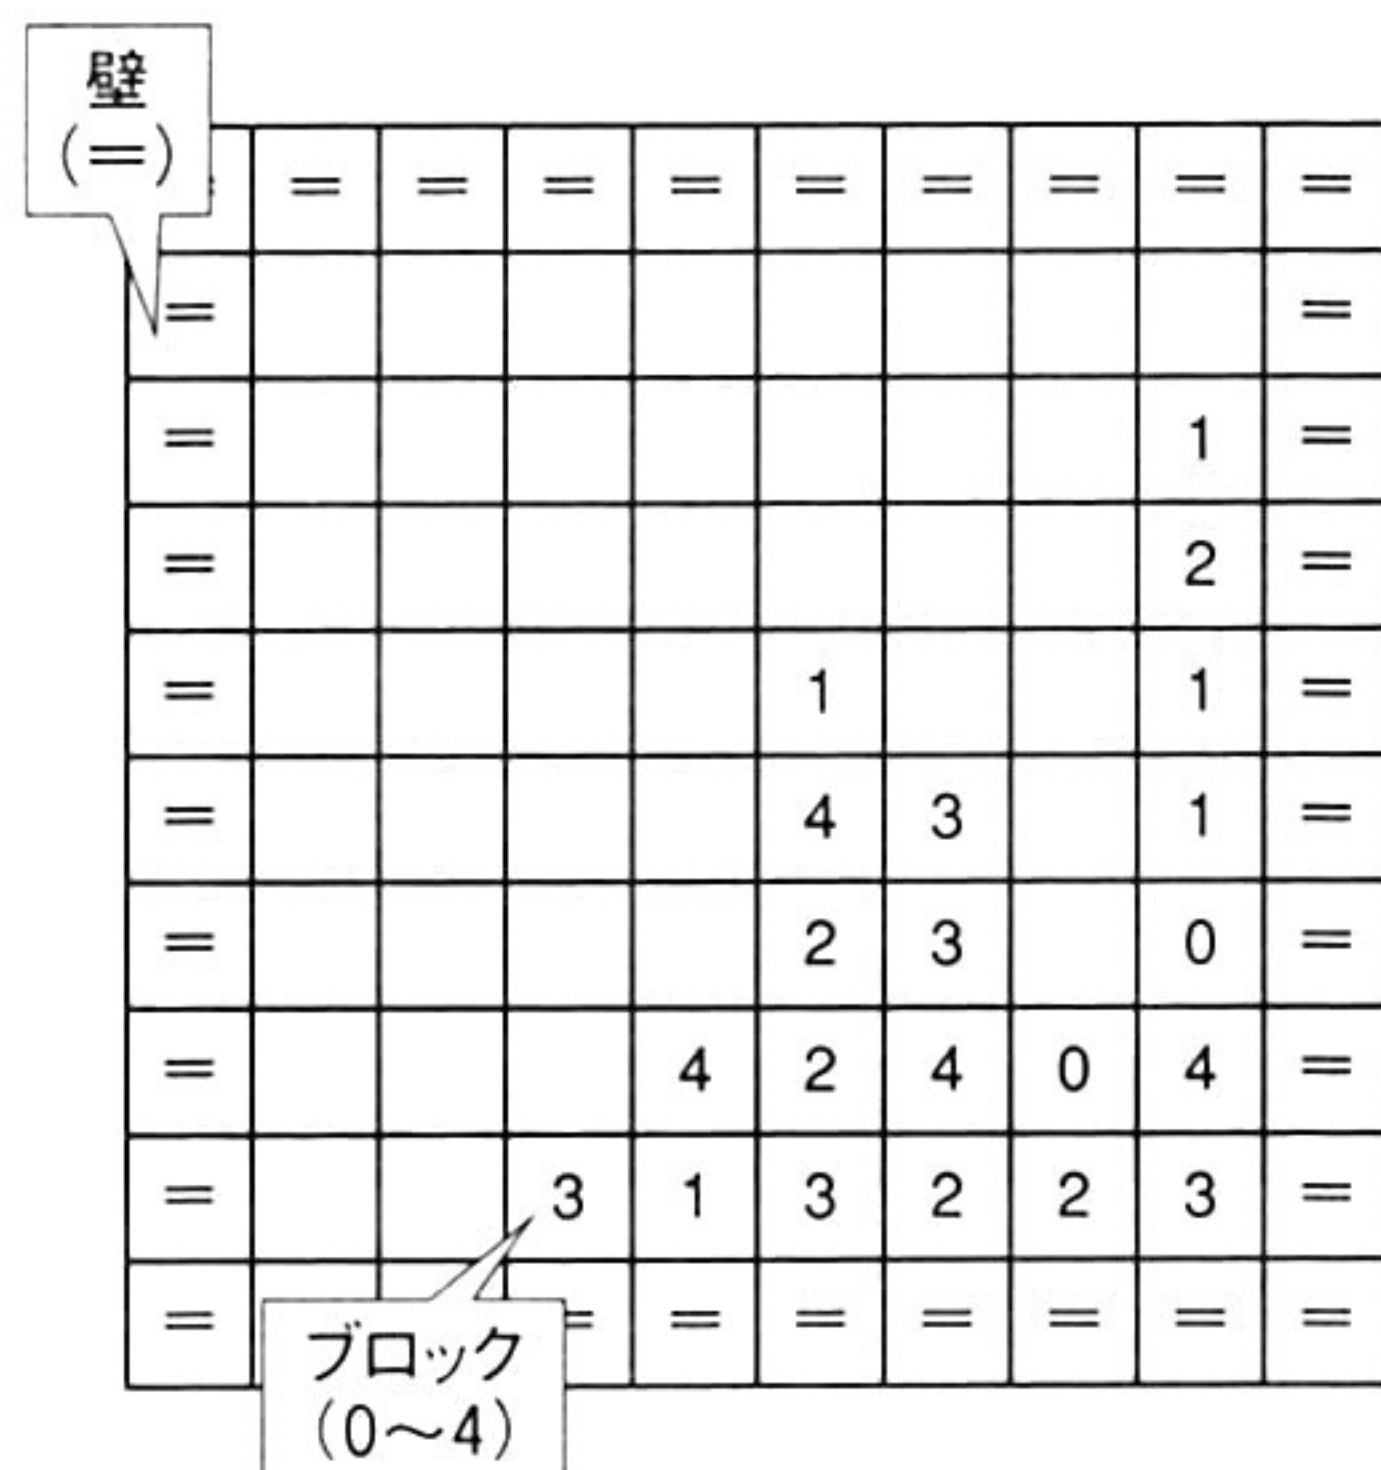 壁
(=)
= = = = = = = = =
= =
= 1 =
= 2 =
= 1 1 =
= 4 3 1 =
= 2 3 0 =
= 4 2 4 0 4 =
= 3 1 3 2 2 3 =
= = = = = = = =
ブロック
(0～4)